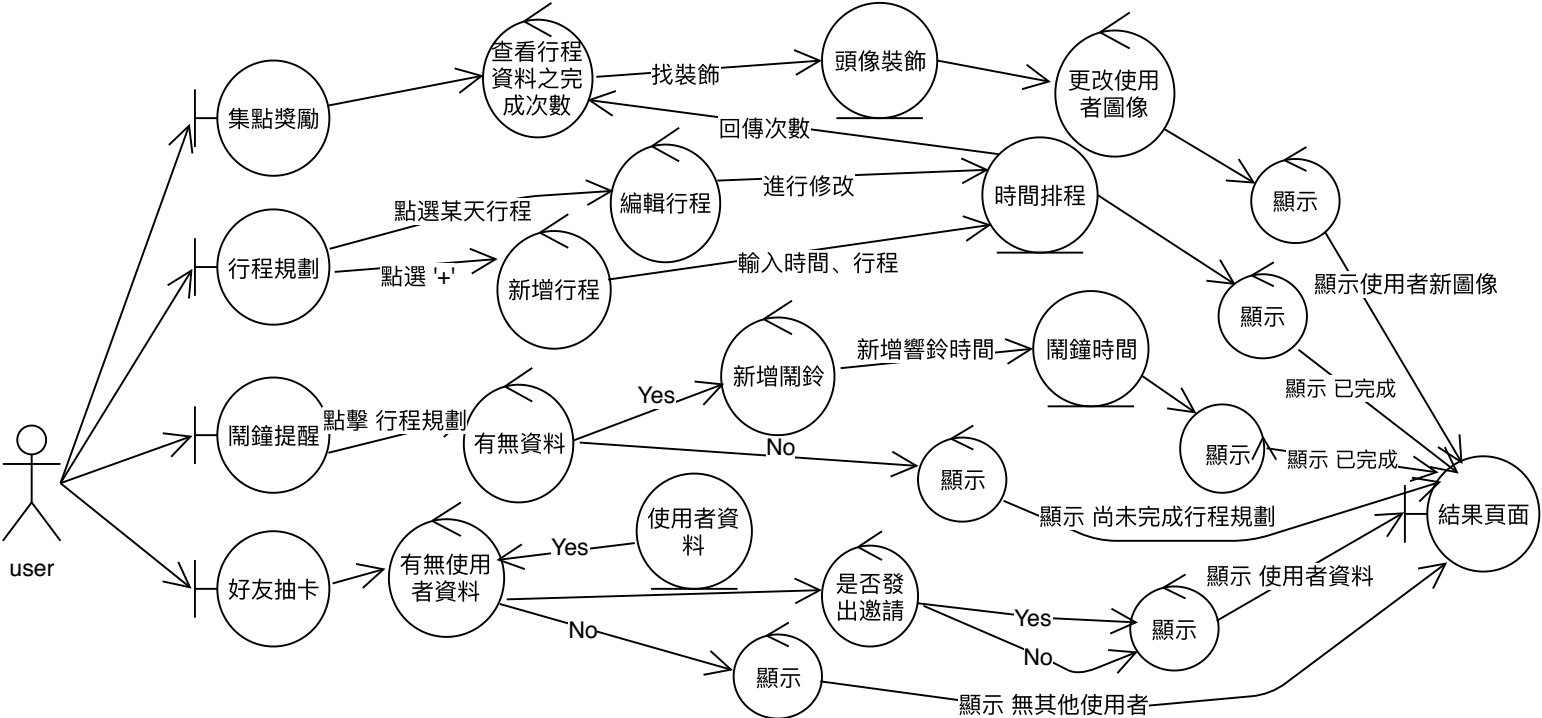 查看行程
資料之完
成次數
找裝飾
頭像裝飾
更改使用
者圖像
集點獎勵
回傳次數
編輯行程
進行修改
時間排程
顯示
點選某天行程
行程規劃
點選 '+'
新增行程
輸入時間、行程
顯示
顯示使用者新圖像
新增鬧鈴
新增響鈴時間
鬧鐘時間
顯示 已完成
Yes
鬧鐘提醒
點擊 行程規劃
有無資料
No
顯示
顯示
顯示 已完成
結果頁面
顯示 尚未完成行程規劃
使用者資
料
Yes
user
好友抽卡
有無使用
者資料
是否發
出邀請
顯示 使用者資料
Yes
No
顯示
No
顯示
顯示 無其他使用者